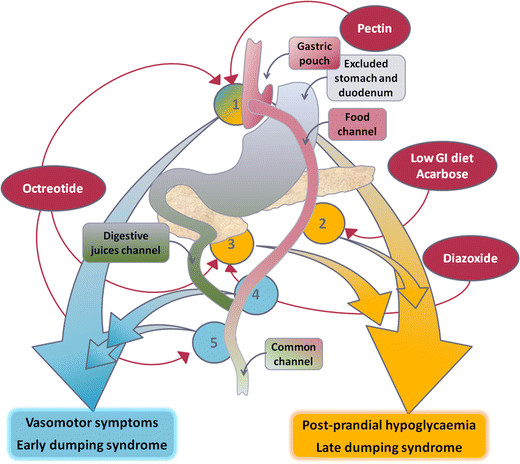 Pectin
Gastric
pouch
Excluded
stomach and
duodenum
1
Food
channel
Low GI diet
Acarbose
Octreotide
2
Digestive
juices channel
3
Diazoxide
4
5
Common
channel
Vasomotor symptoms
Early dumping syndrome
Post-prandial hypoglycaemia
Late dumping syndrome